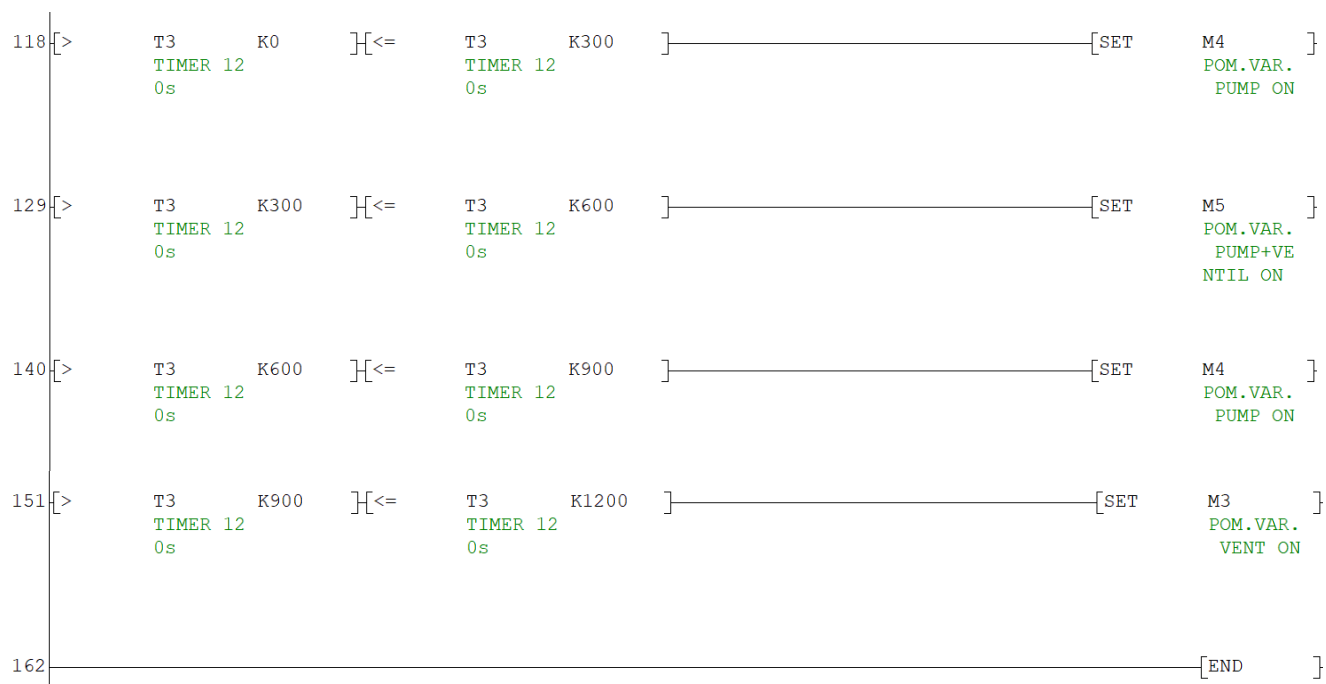 118 > T3 K0 <= T3 K300 SET M4
TIMER 12 TIMER 12 POM.VAR.
0s 0s PUMP ON
129 > T3 K300 <= T3 K600 SET M5
TIMER 12 TIMER 12 POM.VAR.
0s 0s PUMP+VE
NTIL ON
140 > T3 K600 <= T3 K900 SET M4
TIMER 12 TIMER 12 POM.VAR.
0s 0s PUMP ON
151 > T3 K900 <= T3 K1200 SET M3
TIMER 12 TIMER 12 POM.VAR.
0s 0s VENT ON
162 END